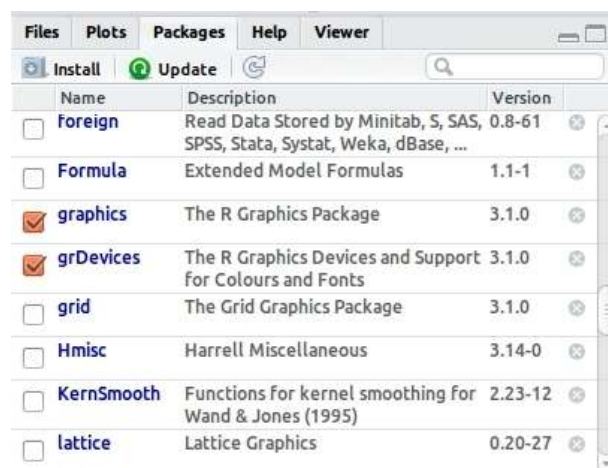 Files Plots Packages Help Viewer
Install Update
Name Description Version
foreign Read Data Stored by Minitab, S, SAS, 0.8-61
SPSS, Stata, Systat, Weka, dBase, ...
Formula Extended Model Formulas 1.1-1
graphics The R Graphics Package 3.1.0
grDevices The R Graphics Devices and Support 3.1.0
for Colours and Fonts
grid The Grid Graphics Package 3.1.0
Hmisc Harrell Miscellaneous 3.14-0
KernSmooth Functions for kernel smoothing for 2.23-12
Wand & Jones (1995)
lattice Lattice Graphics 0.20-27